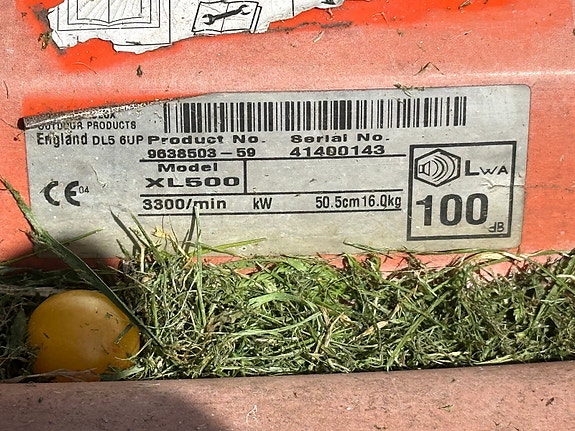 OUTDOOR PRODUCTS
England DL5 6UP Product No. Serial No.
9638503-59 41400143
Model
XL500
CE 04
3300/min kW 50.5cm 16.0kg
LWA
100
dB